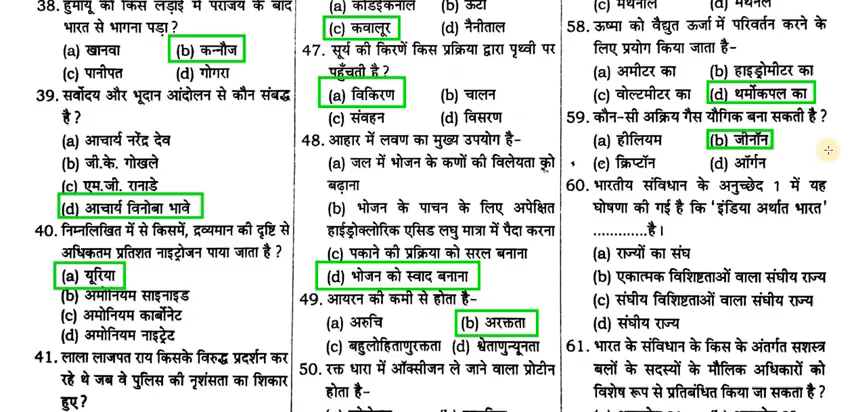 38. हुमायूँ को किस लड़ाई में पराजय के बाद
भारत से भागना पड़ा ?
(a) खानवा (b) कन्नौज
(c) पानीपत (d) गोगरा
39. सर्वोदय और भूदान आंदोलन से कौन संबद्ध
है ?
(a) आचार्य नरेंद्र देव
(b) जी.के. गोखले
(c) एम.जी. रानाडे
(d) आचार्य विनोबा भावे
40. निम्नलिखित में से किसमें, द्रव्यमान की दृष्टि से
अधिकतम प्रतिशत नाइट्रोजन पाया जाता है ?
(a) यूरिया
(b) अमोनियम साइनाइड
(c) अमोनियम कार्बोनेट
(d) अमोनियम नाइट्रेट
41. लाला लाजपत राय किसके विरुद्ध प्रदर्शन कर
रहे थे जब वे पुलिस की नृशंसता का शिकार
हुए ?
(a) कोडइकनाल (b) ऊटी
(c) कवालूर (d) नैनीताल
47. सूर्य की किरणें किस प्रक्रिया द्वारा पृथ्वी पर
पहुँचती है ?
(a) विकिरण (b) चालन
(c) संवहन (d) विसरण
48. आहार में लवण का मुख्य उपयोग है-
(a) जल में भोजन के कणों की विलेयता को
बढ़ाना
(b) भोजन के पाचन के लिए अपेक्षित
हाईड्रोक्लोरिक एसिड लघु मात्रा में पैदा करना
(c) पकाने की प्रक्रिया को सरल बनाना
(d) भोजन को स्वाद बनाना
49. आयरन की कमी से होता है-
(a) अरुचि (b) अरक्तता
(c) बहुलोहिताणुरक्तता (d) श्वेताणुन्यूनता
50. रक्त धारा में ऑक्सीजन ले जाने वाला प्रोटीन
होता है-
(c) मेथेनॉल (d)
58. ऊष्मा को वैद्युत ऊर्जा में परिवर्तन करने के
लिए प्रयोग किया जाता है-
(a) अमीटर का (b) हाइड्रोमीटर का
(c) वोल्टमीटर का (d) थर्मोकपल का
59. कौन-सी अक्रिय गैस यौगिक बना सकती है ?
(a) हीलियम (b) जीनॉन
(c) क्रिप्टॉन (d) ऑर्गन
60. भारतीय संविधान के अनुच्छेद 1 में यह
घोषणा की गई है कि ‘इंडिया अर्थात भारत’
.............है।
(a) राज्यों का संघ
(b) एकात्मक विशिष्टताओं वाला संघीय राज्य
(c) संघीय विशिष्टताओं वाला संघीय राज्य
(d) संघीय राज्य
61. भारत के संविधान के किस के अंतर्गत सशस्त्र
बलों के सदस्यों के मौलिक अधिकारों को
विशेष रूप से प्रतिबंधित किया जा सकता है ?